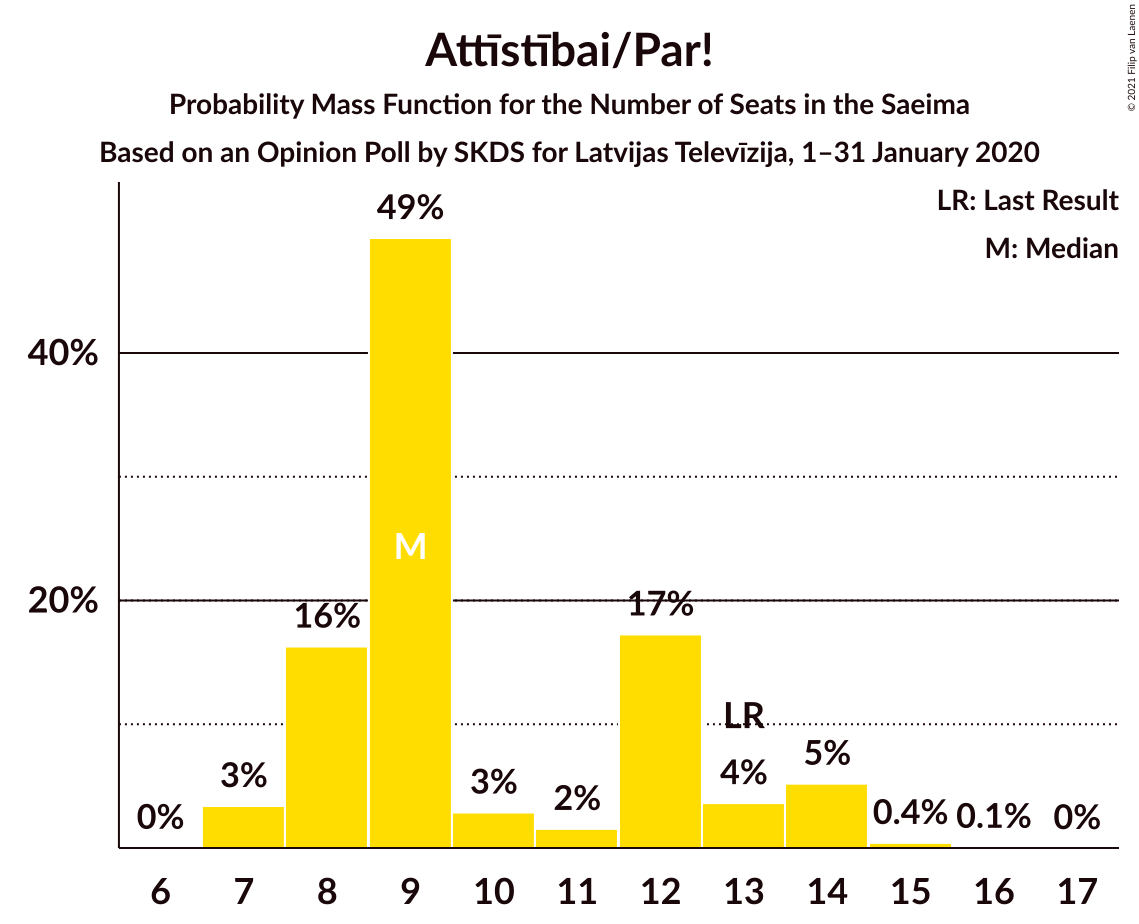 Attīstībai/Par!
Probability Mass Function for the Number of Seats in the Saeima
Based on an Opinion Poll by SKDS for Latvijas Televīzija, 1–31 January 2020
© 2021 Filip van Laenen
LR: Last Result
M: Median
49%
40%
M
20%
16%
17%
LR
3%
3%
2%
4%
5%
0%
0.4%
0.1%
0%
6 7 8 9 10 11 12 13 14 15 16 17